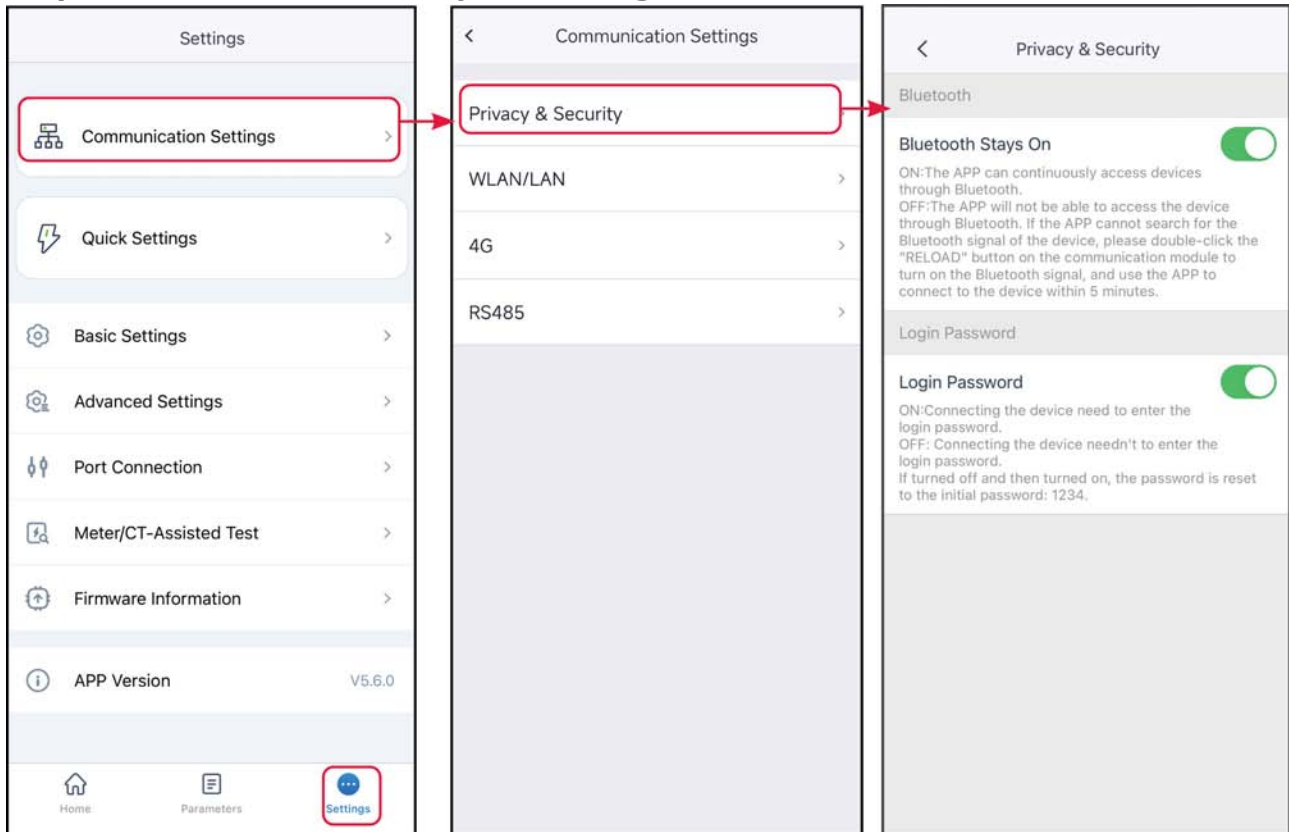 Settings
Communication Settings
Quick Settings
Basic Settings
Advanced Settings
Port Connection
Meter/CT-Assisted Test
Firmware Information
APP Version V5.6.0
Home Parameters Settings
Communication Settings
Privacy & Security
WLAN/LAN
4G
RS485
Privacy & Security
Bluetooth
Bluetooth Stays On
ON:The APP can continuously access devices
through Bluetooth.
OFF:The APP will not be able to access the device
through Bluetooth. If the APP cannot search for the
Bluetooth signal of the device, please double-click the
"RELOAD" button on the communication module to
turn on the Bluetooth signal, and use the APP to
connect to the device within 5 minutes.
Login Password
Login Password
ON:Connecting the device need to enter the
login password.
OFF: Connecting the device needn't to enter the
login password.
If turned off and then turned on, the password is reset
to the initial password: 1234.